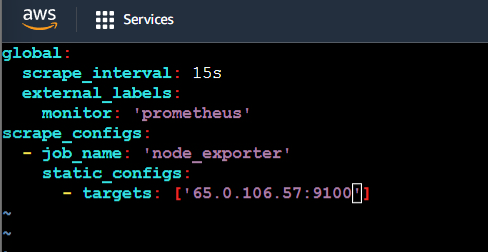 aws Services
global:
  scrape_interval: 15s
  external_labels:
    monitor: 'prometheus'
scrape_configs:
  - job_name: 'node_exporter'
    static_configs:
      - targets: ['65.0.106.57:9100']
~
~
~